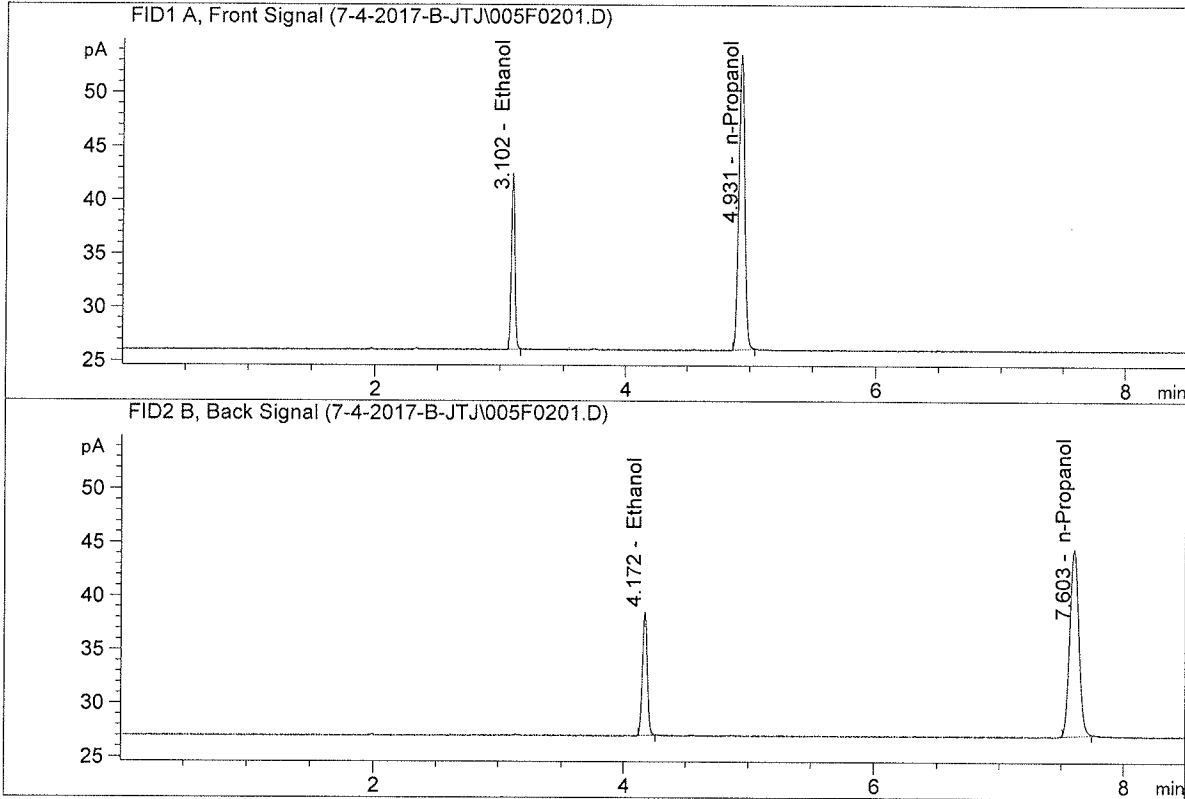 FID1 A, Front Signal (7-4-2017-B-JTJ\005F0201.D)
pA
50
45
40
35
30
25
3.102 - Ethanol
4.931 - n-Propanol
2
4
6
8
min
FID2 B, Back Signal (7-4-2017-B-JTJ\005F0201.D)
pA
50
45
40
35
30
25
4.172 - Ethanol
7.603 - n-Propanol
2
4
6
8
min